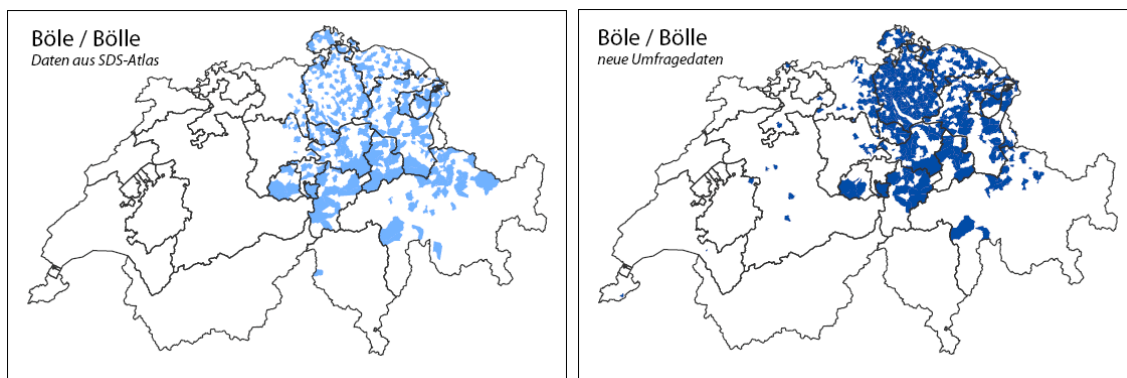 Böle / Bölle
Daten aus SDS-Atlas
Böle / Bölle
neue Umfragedaten